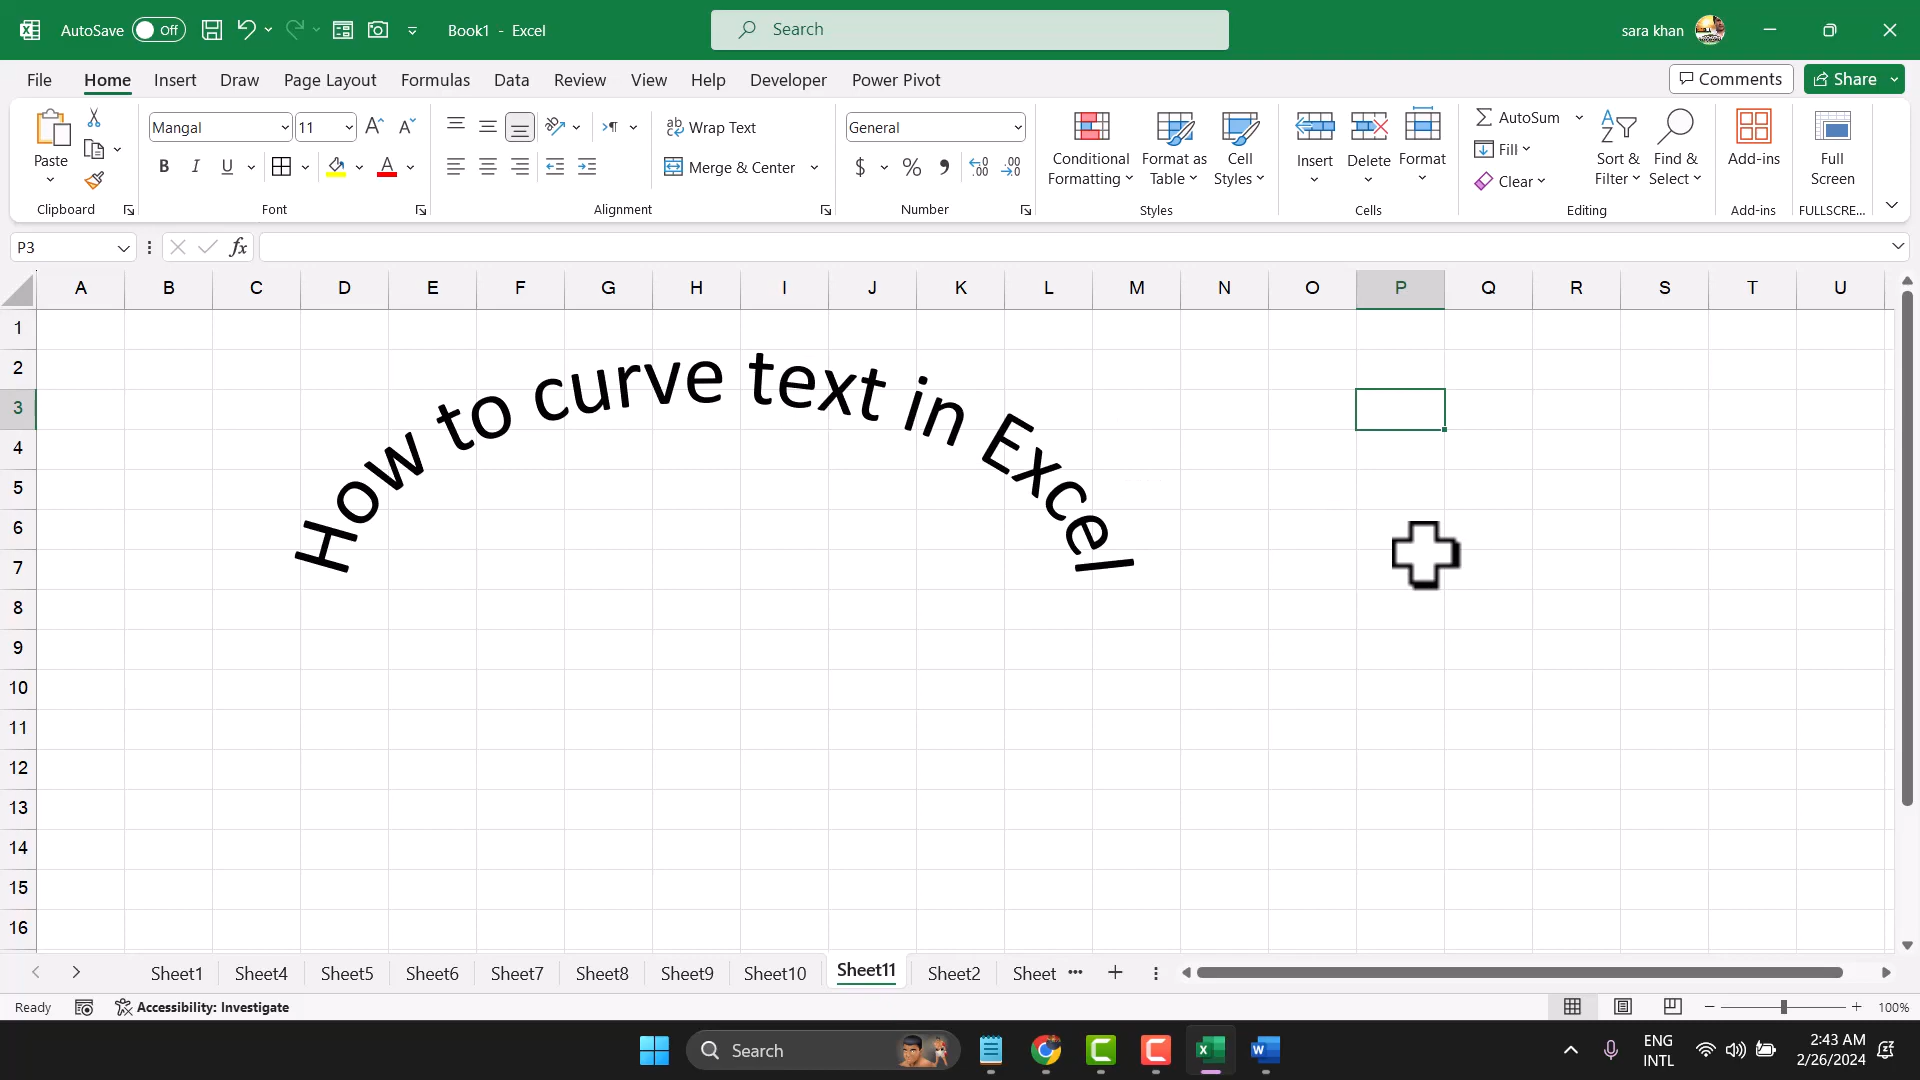 AutoSave Off Book1 - Excel Search sara khan
File Home Insert Draw Page Layout Formulas Data Review View Help Developer Power Pivot Comments Share
Paste
Clipboard
Mangal 11
B I U A
Font
Wrap Text
Merge & Center
Alignment
General
$ % , .00
Number
Conditional Formatting
Format as Table
Cell Styles
Styles
Insert Delete Format
Cells
AutoSum
Fill
Clear
Sort & Filter
Find & Select
Editing
Add-ins
Add-ins
Full Screen
FULLSCRE...
P3 fx
A B C D E F G H I J K L M N O P Q R S T U
1
2
3
4
5
6
7
8
9
10
11
12
13
14
15
16
How to curve text in Excel
Sheet1 Sheet4 Sheet5 Sheet6 Sheet7 Sheet8 Sheet9 Sheet10 Sheet11 Sheet2 Sheet ...
Ready Accessibility: Investigate 100%
Search ENG INTL 2:43 AM 2/26/2024